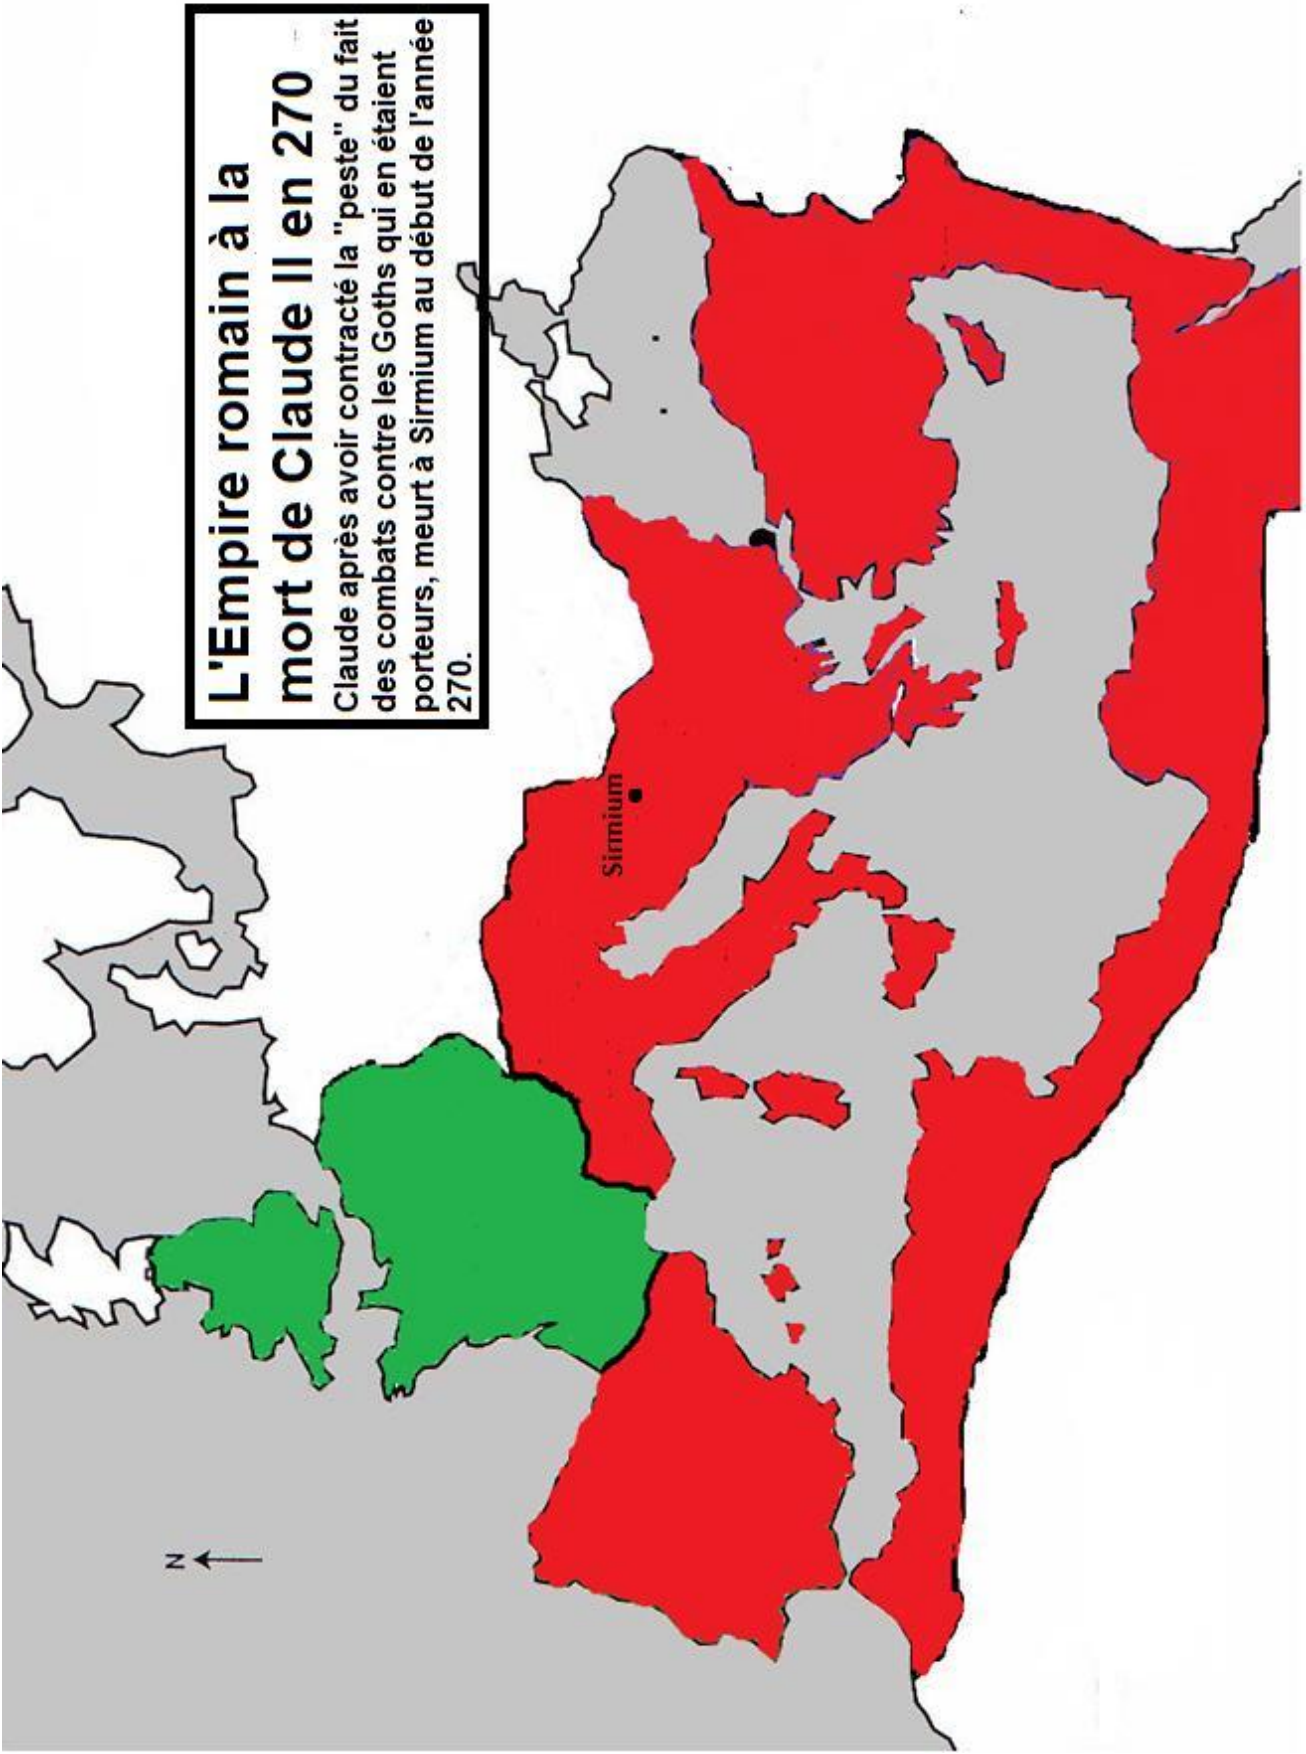 L'Empire romain à la
mort de Claude II en 270
Claude après avoir contracté la "peste" du fait
des combats contre les Goths qui en étaient
porteurs, meurt à Sirmium au début de l'année
270.
Sirmium
N